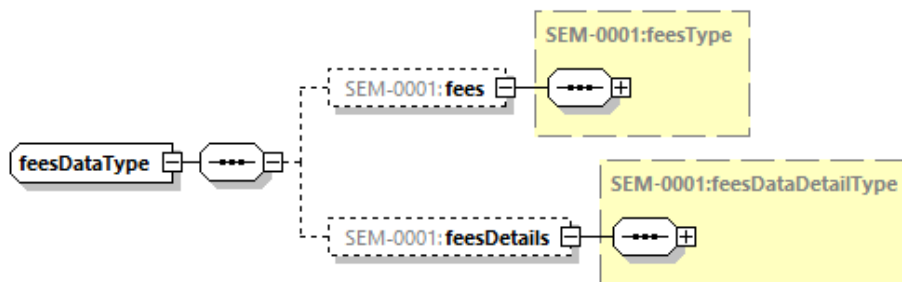 SEM-0001:feesType
SEM-0001:fees
feesDataType
SEM-0001:feesDataDetailType
SEM-0001:feesDetails